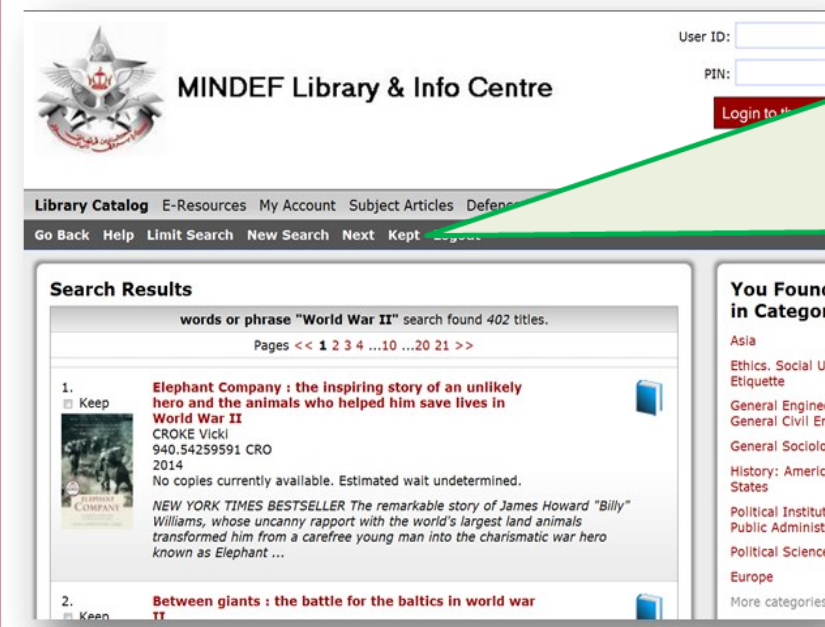 User ID:
MINDEF Library & Info Centre
PIN:
Login to
Library Catalog E-Resources My Account Subject Articles
Go Back Help Limit Search New Search Next Kept Logout
Search Results
words or phrase "World War II" search found 402 titles.
Pages << 1 2 3 4 ...10 ...20 21 >>
1.
Keep
Elephant Company : the inspiring story of an unlikely
hero and the animals who helped him save lives in
World War II
CROKE Vicki
940.54259591 CRO
2014
No copies currently available. Estimated wait undetermined.
NEW YORK TIMES BESTSELLER The remarkable story of James Howard "Billy"
Williams, whose uncanny rapport with the world's largest land animals
transformed him from a carefree young man into the charismatic war hero
known as Elephant ...
ELEPHANT
COMPANY
2.
Keep
Between giants : the battle for the baltics in world war
II
You Found
in Categor
Asia
Ethics. Social U
Etiquette
General Enginee
General Civil En
General Sociolo
History: Americ
States
Political Institut
Public Administ
Political Science
Europe
More categories